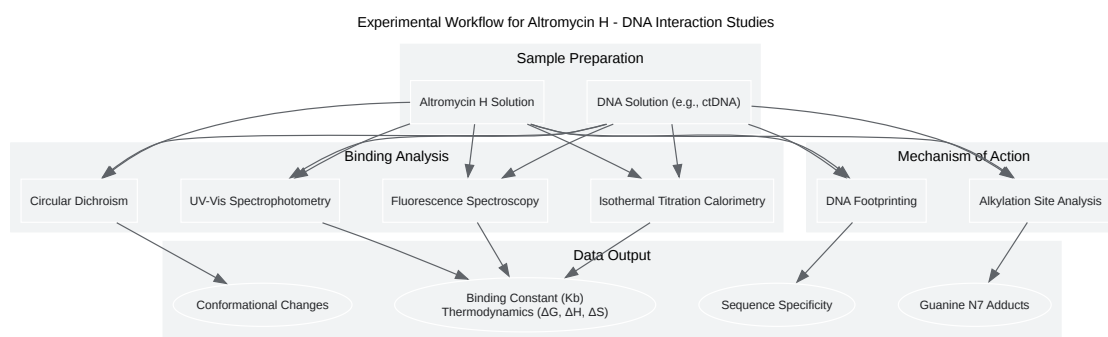 Experimental Workflow for Altromycin H - DNA Interaction Studies
Sample Preparation
Altromycin H Solution
DNA Solution (e.g., ctDNA)
Binding Analysis
Mechanism of Action
Circular Dichroism
UV-Vis Spectrophotometry
Fluorescence Spectroscopy
Isothermal Titration Calorimetry
DNA Footprinting
Alkylation Site Analysis
Data Output
Conformational Changes
Binding Constant (Kb)
Thermodynamics (ΔG, ΔH, ΔS)
Sequence Specificity
Guanine N7 Adducts